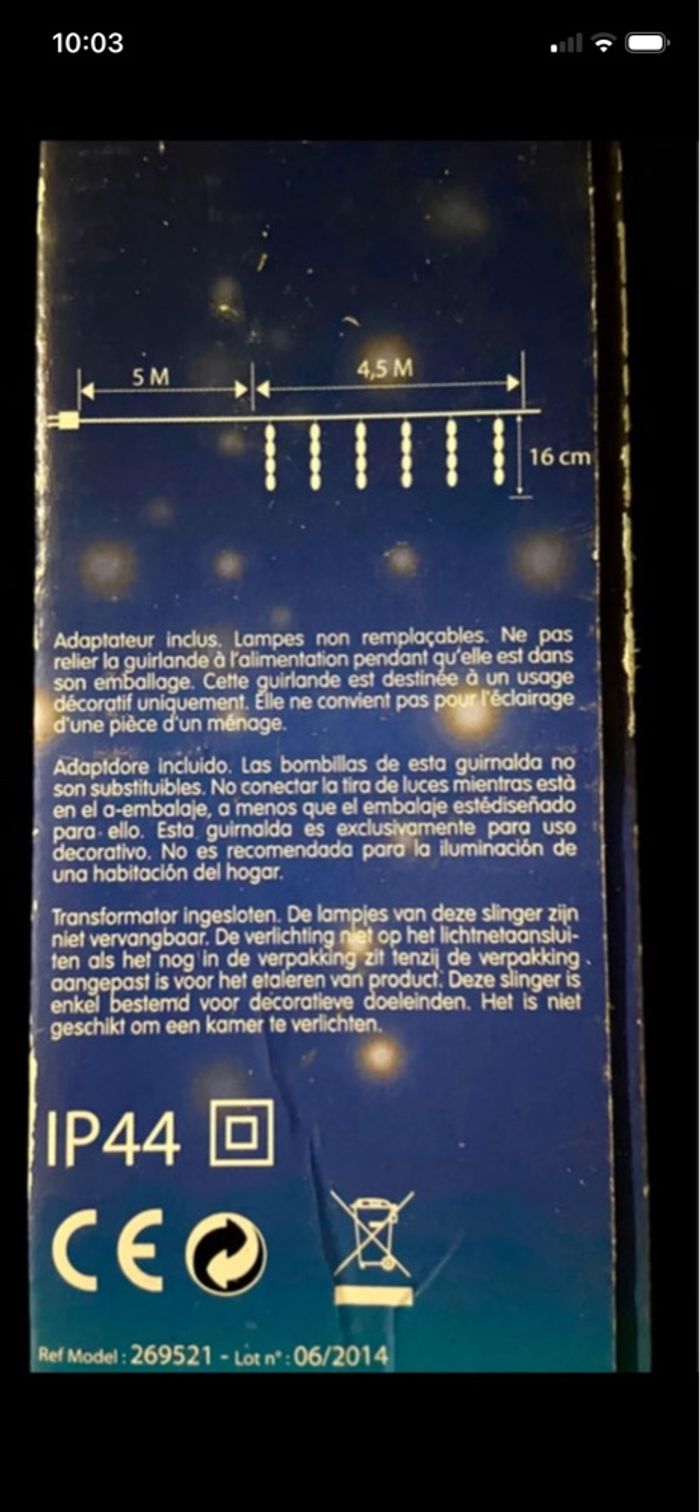 10:03
5 M
4,5 M
16 cm
Adaptateur inclus. Lampes non remplaçables. Ne pas
relier la guirlande à l'alimentation pendant qu'elle est dans
son emballage. Cette guirlande est destinée à un usage
décoratif uniquement. Elle ne convient pas pour l'éclairage
d'une pièce d'un ménage.
Adaptdore incluido. Las bombillas de esta guirnalda no
son substituibles. No conectar la tira de luces mientras està
en el a-embalaje, a menos que el embalaje estédiseñado
para ello. Esta guirnalda es exclusivamente para uso
decorativo. No es recomendada para la iluminación de
una habitación del hogar.
Transformator ingesloten. De lampjes van deze slinger zijn
niet vervangbaar. De verlichting niet op het lichtnetaanslui-
ten als het nog in de verpakking zit tenzij de verpakking
aangepast is voor het etaleren van product. Deze slinger is
enkel bestemd voor decoratieve doeleinden. Het is niet
geschikt om een kamer te verlichten.
IP44
CE
Ref Model : 269521 - Lot n° : 06/2014